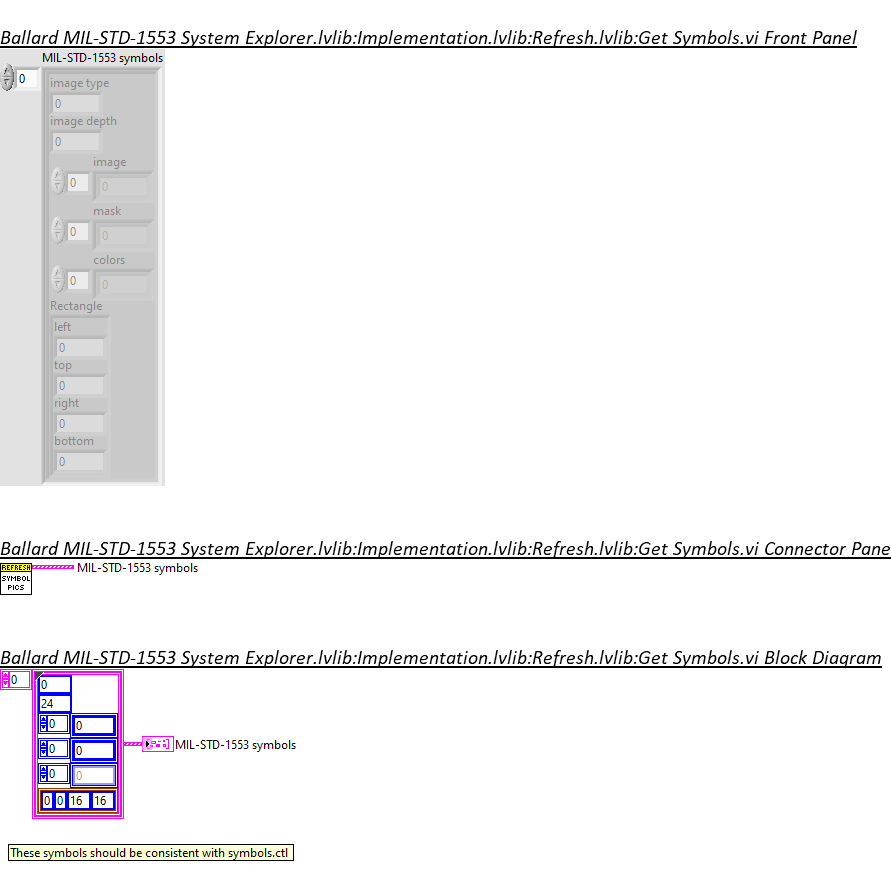 Ballard MIL-STD-1553 System Explorer.lvlib:Implementation.lvlib:Refresh.lvlib:Get Symbols.vi Front Panel
MIL-STD-1553 symbols
0
image type
0
image depth
0
image
0 0
mask
0 0
colors
0 0
Rectangle
left
0
top
0
right
0
bottom
0
Ballard MIL-STD-1553 System Explorer.lvlib:Implementation.lvlib:Refresh.lvlib:Get Symbols.vi Connector Pane
REFRESH
SYMBOL
PICS
MIL-STD-1553 symbols
Ballard MIL-STD-1553 System Explorer.lvlib:Implementation.lvlib:Refresh.lvlib:Get Symbols.vi Block Diagram
0
0
24
0 0
0 0
0 0
0 0 16 16
MIL-STD-1553 symbols
These symbols should be consistent with symbols.ctl